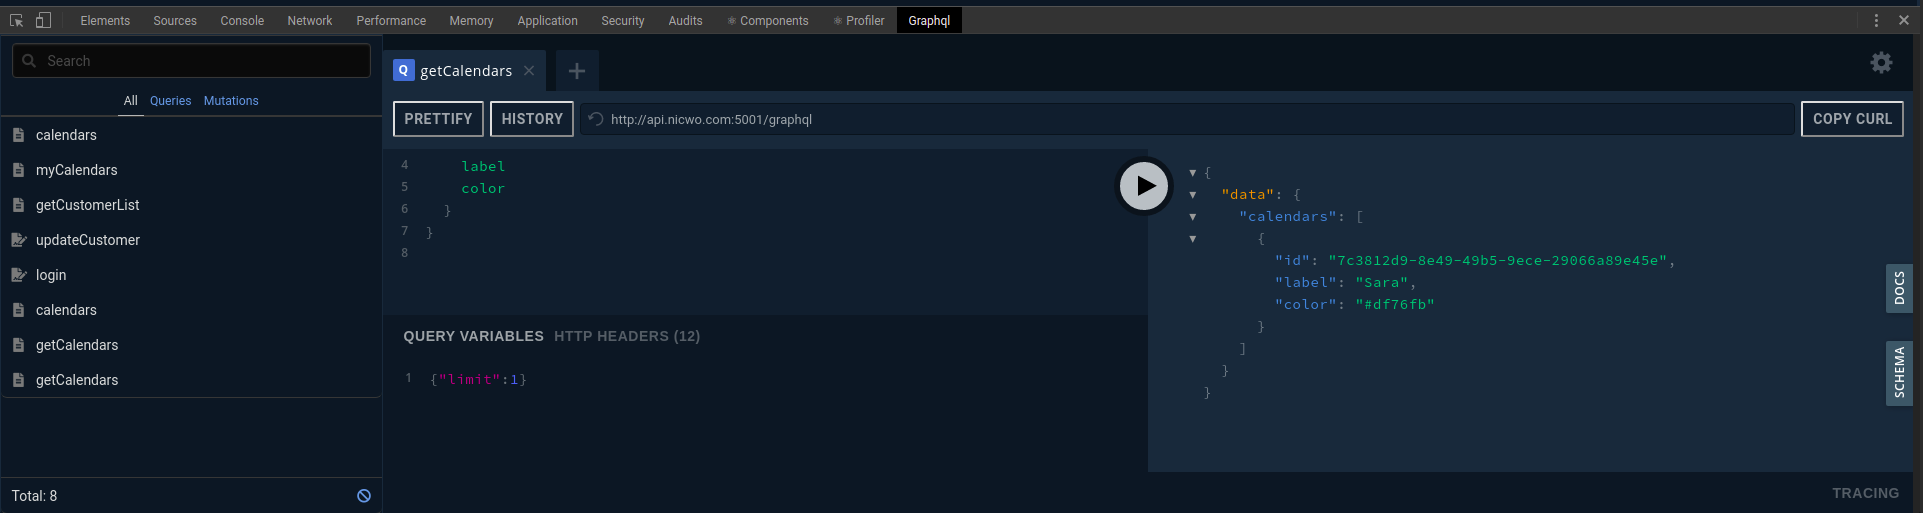 Elements Sources Console Network Performance Memory Application Security Audits Components Profiler Graphql
Search
All Queries Mutations
calendars
myCalendars
getCustomerList
updateCustomer
login
calendars
getCalendars
getCalendars
Total: 8
Q getCalendars
PRETTIFY HISTORY http://api.nicwo.com:5001/graphql COPY CURL
4 label
5 color
6 }
7 }
8
QUERY VARIABLES HTTP HEADERS (12)
1 {"limit":1}
{
"data": {
"calendars": [
{
"id": "7c3812d9-8e49-49b5-9ece-29066a89e45e",
"label": "Sara",
"color": "#df76fb"
}
]
}
}
DOCS
SCHEMA
TRACING